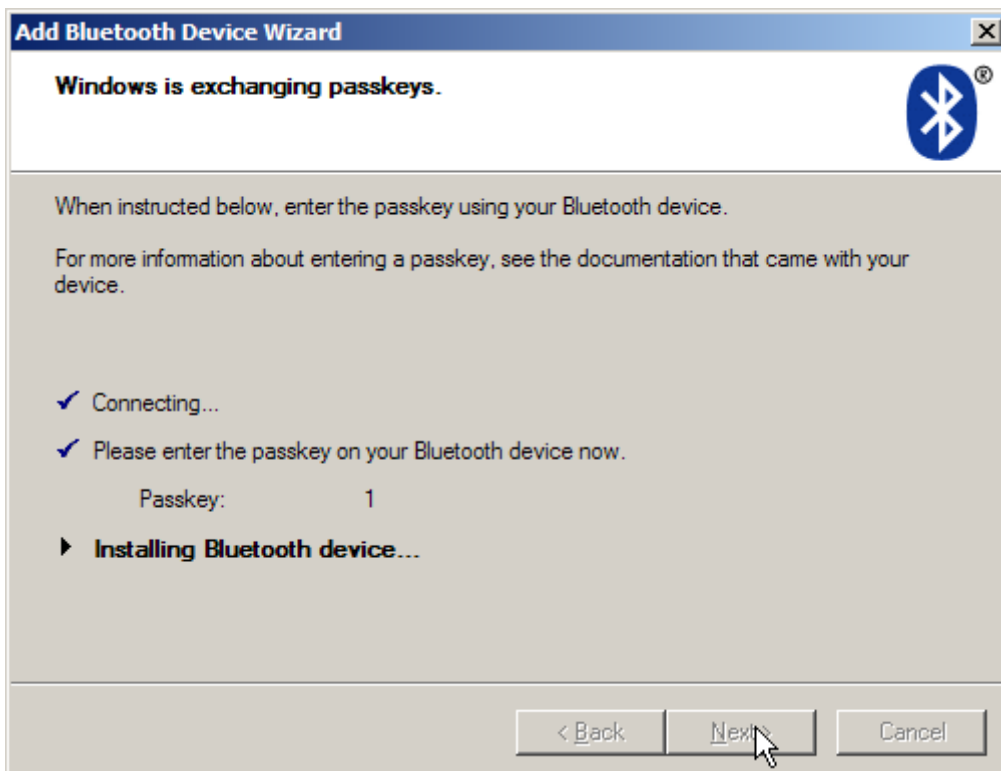 Add Bluetooth Device Wizard
Windows is exchanging passkeys.
®
When instructed below, enter the passkey using your Bluetooth device.
For more information about entering a passkey, see the documentation that came with your
device.
Connecting...
Please enter the passkey on your Bluetooth device now.
Passkey: 1
Installing Bluetooth device...
< Back Next > Cancel